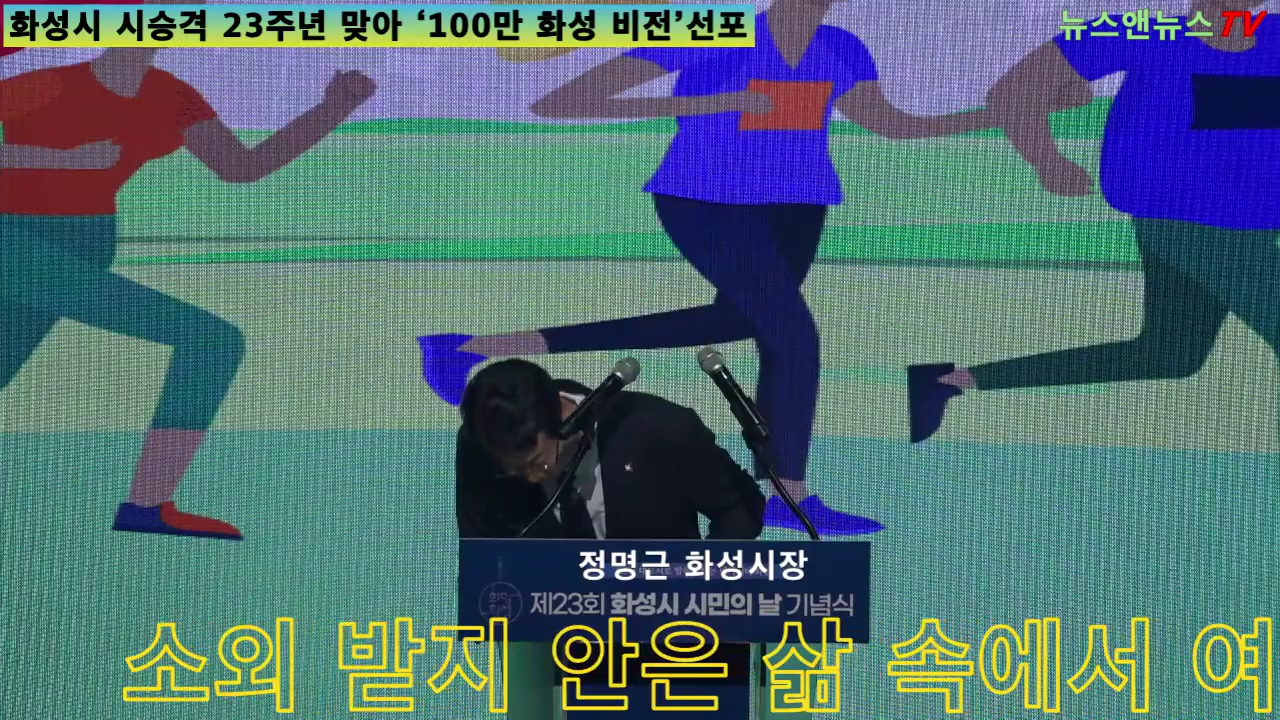 화성시 시승격 23주년 맞아 ‘100만 화성 비전’선포
뉴스앤뉴스TV
정명근 화성시장
제23회 화성시 시민의 날 기념식
소외 받지 안은 삶 속에서 여